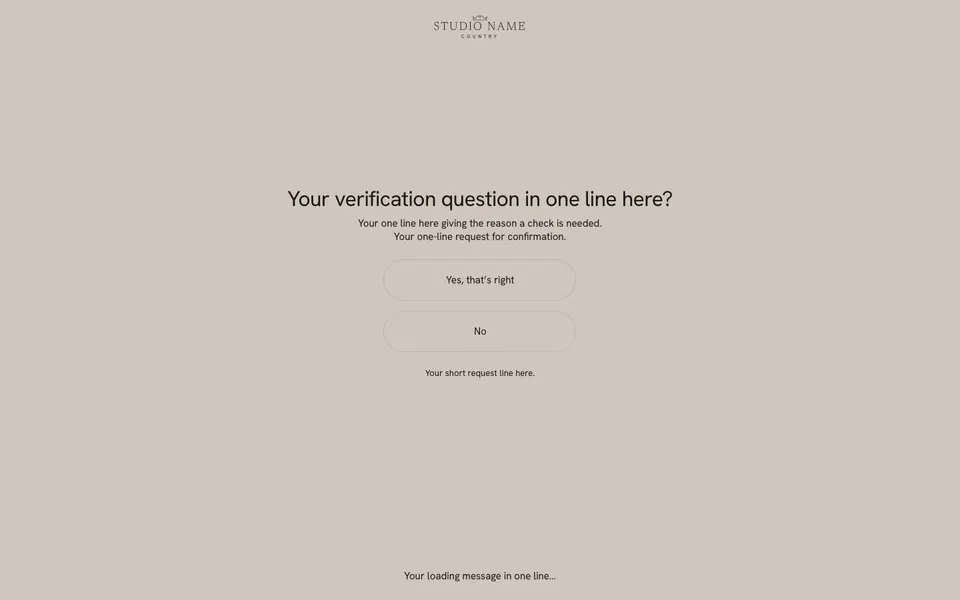 STUDIO NAME
COUNTRY
Your verification question in one line here?
Your one line here giving the reason a check is needed.
Your one-line request for confirmation.
Yes, that’s right
No
Your short request line here.
Your loading message in one line...